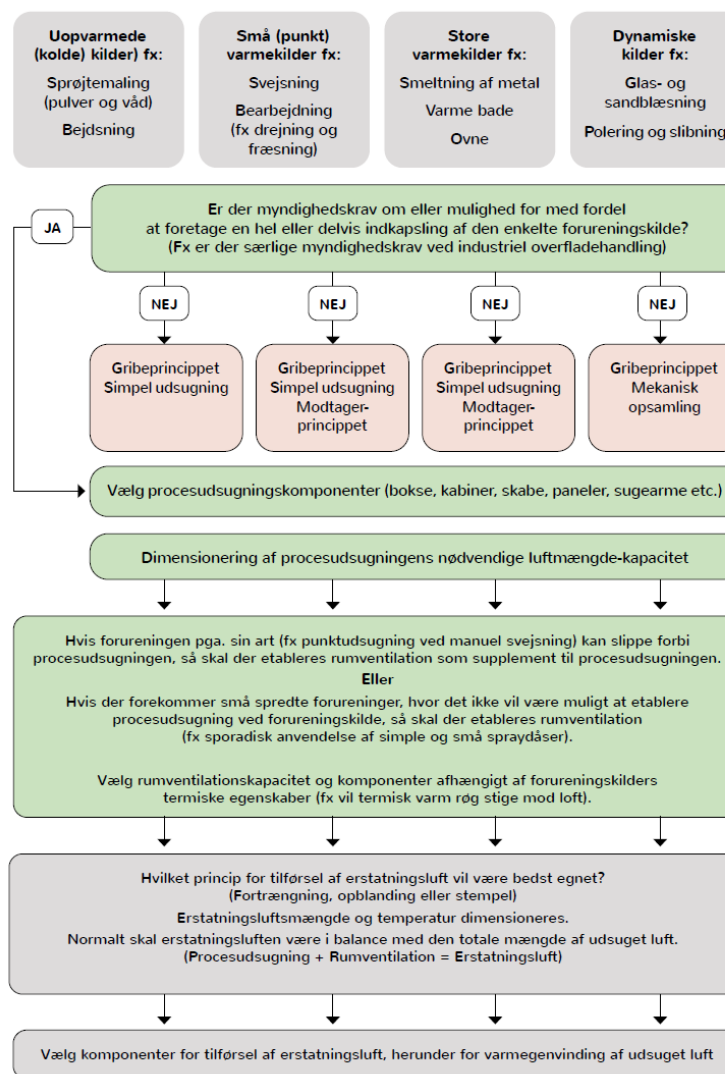 Uopvarmede
(kolde) kilder) fx:
Sprøjtemaling
(pulver og våd)
Bejdsning
Små (punkt)
varmekilder fx:
Svejsning
Bearbejdning
(fx drejning og
fræsning)
Store
varmekilder fx:
Smeltning af metal
Varme bade
Ovne
Dynamiske
kilder fx:
Glas- og
sandblæsning
Polering og slibning
JA
Er der myndighedskrav om eller mulighed for med fordel
at foretage en hel eller delvis indkapsling af den enkelte forureningskilde?
(Fx er der særlige myndighedskrav ved industriel overfladehandling)
NEJ
NEJ
NEJ
NEJ
Gribeprincippet
Simpel udsugning
Gribeprincippet
Simpel udsugning
Modtager-
princippet
Gribeprincippet
Simpel udsugning
Modtager-
princippet
Gribeprincippet
Mekanisk
opsamling
Vælg procesudsugningskomponenter (bokse, kabiner, skabe, paneler, sugearme etc.)
Dimensionering af procesudsugningens nødvendige luftmængde-kapacitet
Hvis forureningen pga. sin art (fx punktudsugning ved manuel svejsning) kan slippe forbi
procesudsugningen, så skal der etableres rumventilation som supplement til procesudsugningen.
Eller
Hvis der forekommer små spredte forureninger, hvor det ikke vil være muligt at etablere
procesudsugning ved forureningskilde, så skal der etableres rumventilation
(fx sporadisk anvendelse af simple og små spraydåser).
Vælg rumventilationskapacitet og komponenter afhængigt af forureningskilders
termiske egenskaber (fx vil termisk varm røg stige mod loft).
Hvilket princip for tilførsel af erstatningsluft vil være bedst egnet?
(Fortrængning, opblanding eller stempel)
Erstatningsluftsmængde og temperatur dimensioneres.
Normalt skal erstatningsluften være i balance med den totale mængde af udsuget luft.
(Procesudsugning + Rumventilation = Erstatningsluft)
Vælg komponenter for tilførsel af erstatningsluft, herunder for varmegenvinding af udsuget luft